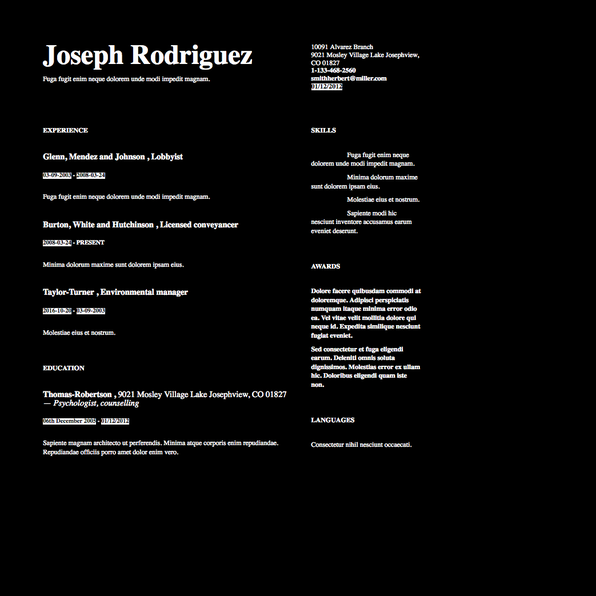 Joseph Rodriguez
Fuga fugit enim neque dolorem unde modi impedit magnam.
10091 Alvarez Branch
9021 Mosley Village Lake Josephview,
CO 01827
1-133-468-2560
smithherbert@miller.com
01/12/2012
EXPERIENCE
Glenn, Mendez and Johnson , Lobbyist
03-09-2003 - 2008-03-24
Fuga fugit enim neque dolorem unde modi impedit magnam.
Burton, White and Hutchinson , Licensed conveyancer
2008-03-24 - PRESENT
Minima dolorum maxime sunt dolorem ipsam eius.
Taylor-Turner , Environmental manager
2016-10-20 - 03-09-2003
Molestiae eius et nostrum.
EDUCATION
Thomas-Robertson , 9021 Mosley Village Lake Josephview, CO 01827
— Psychologist, counselling
06th December 2005 - 01/12/2012
Sapiente magnam architecto ut perferendis. Minima atque corporis enim repudiandae.
Repudiandae officiis porro amet dolor enim vero.
SKILLS
Fuga fugit enim neque
dolorem unde modi impedit magnam.
Minima dolorum maxime
sunt dolorem ipsam eius.
Molestiae eius et nostrum.
Sapiente modi hic
nesciunt inventore accusamus earum
eveniet deserunt.
AWARDS
Dolore facere quibusdam commodi at
doloremque. Adipisci perspiciatis
numquam itaque minima error odio
ea. Vel vitae velit mollitia dolore qui
neque id. Expedita similique nesciunt
fugiat eveniet.
Sed consectetur et fuga eligendi
earum. Deleniti omnis soluta
dignissimos. Molestias error ex ullam
hic. Doloribus eligendi quam iste
non.
LANGUAGES
Consectetur nihil nesciunt occaecati.